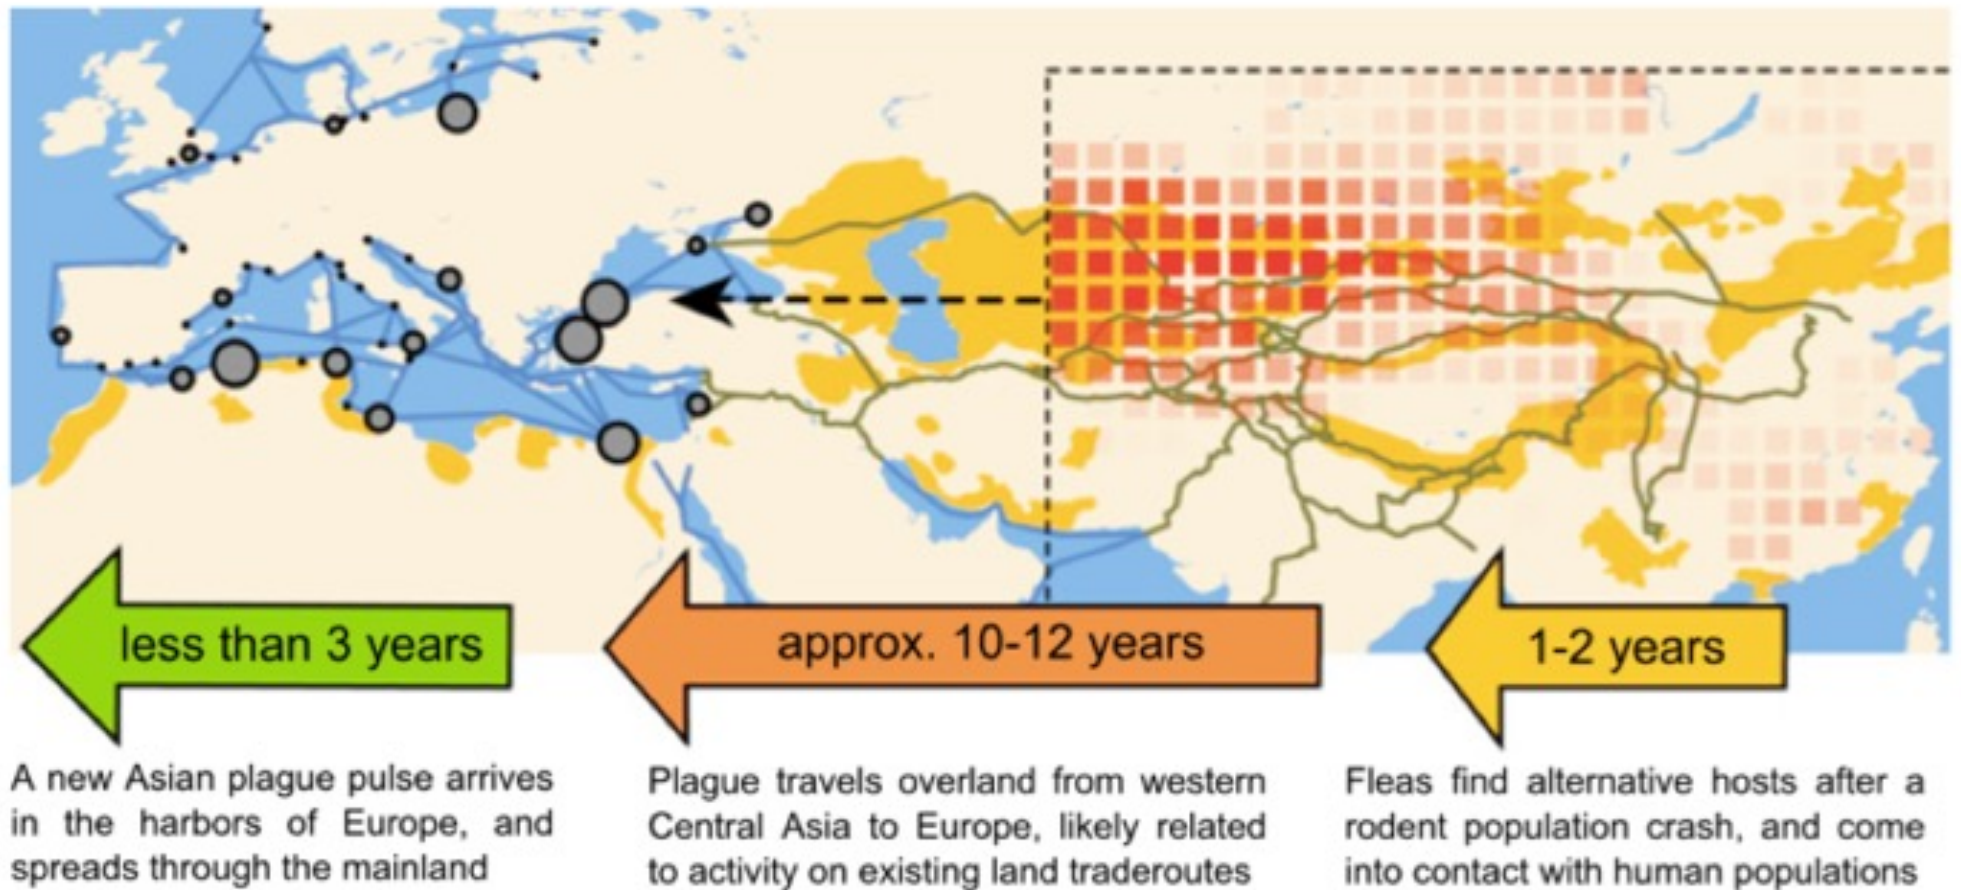 less than 3 years
approx. 10-12 years
1-2 years
A new Asian plague pulse arrives
in the harbors of Europe, and
spreads through the mainland
Plague travels overland from western
Central Asia to Europe, likely related
to activity on existing land traderoutes
Fleas find alternative hosts after a
rodent population crash, and come
into contact with human populations